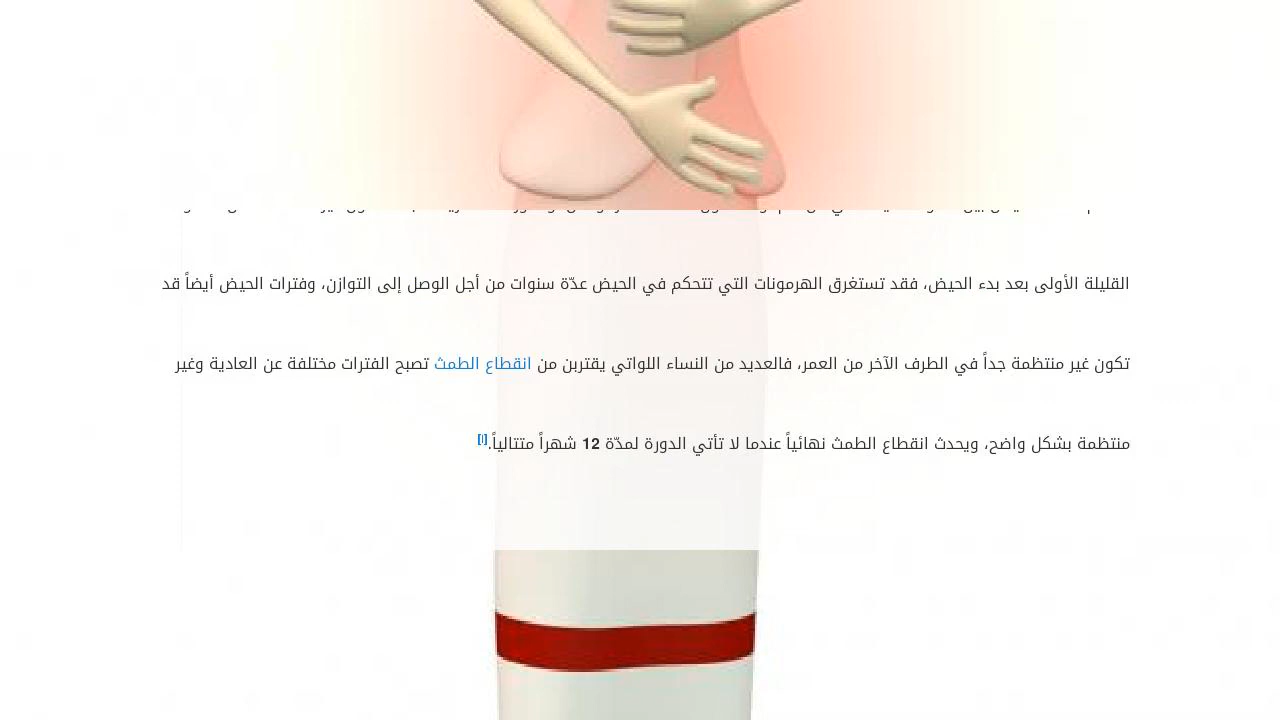 القليلة الأولى بعد بدء الحيض، فقد تستغرق الهرمونات التي تتحكم في الحيض عدّة سنوات من أجل الوصل إلى التوازن، وفترات الحيض أيضاً قد
تكون غير منتظمة جداً في الطرف الآخر من العمر، فالعديد من النساء اللواتي يقتربن من انقطاع الطمث تصبح الفترات مختلفة عن العادية وغير
منتظمة بشكل واضح، ويحدث انقطاع الطمث نهائياً عندما لا تأتي الدورة لمدّة 12 شهراً متتالياً.[١]